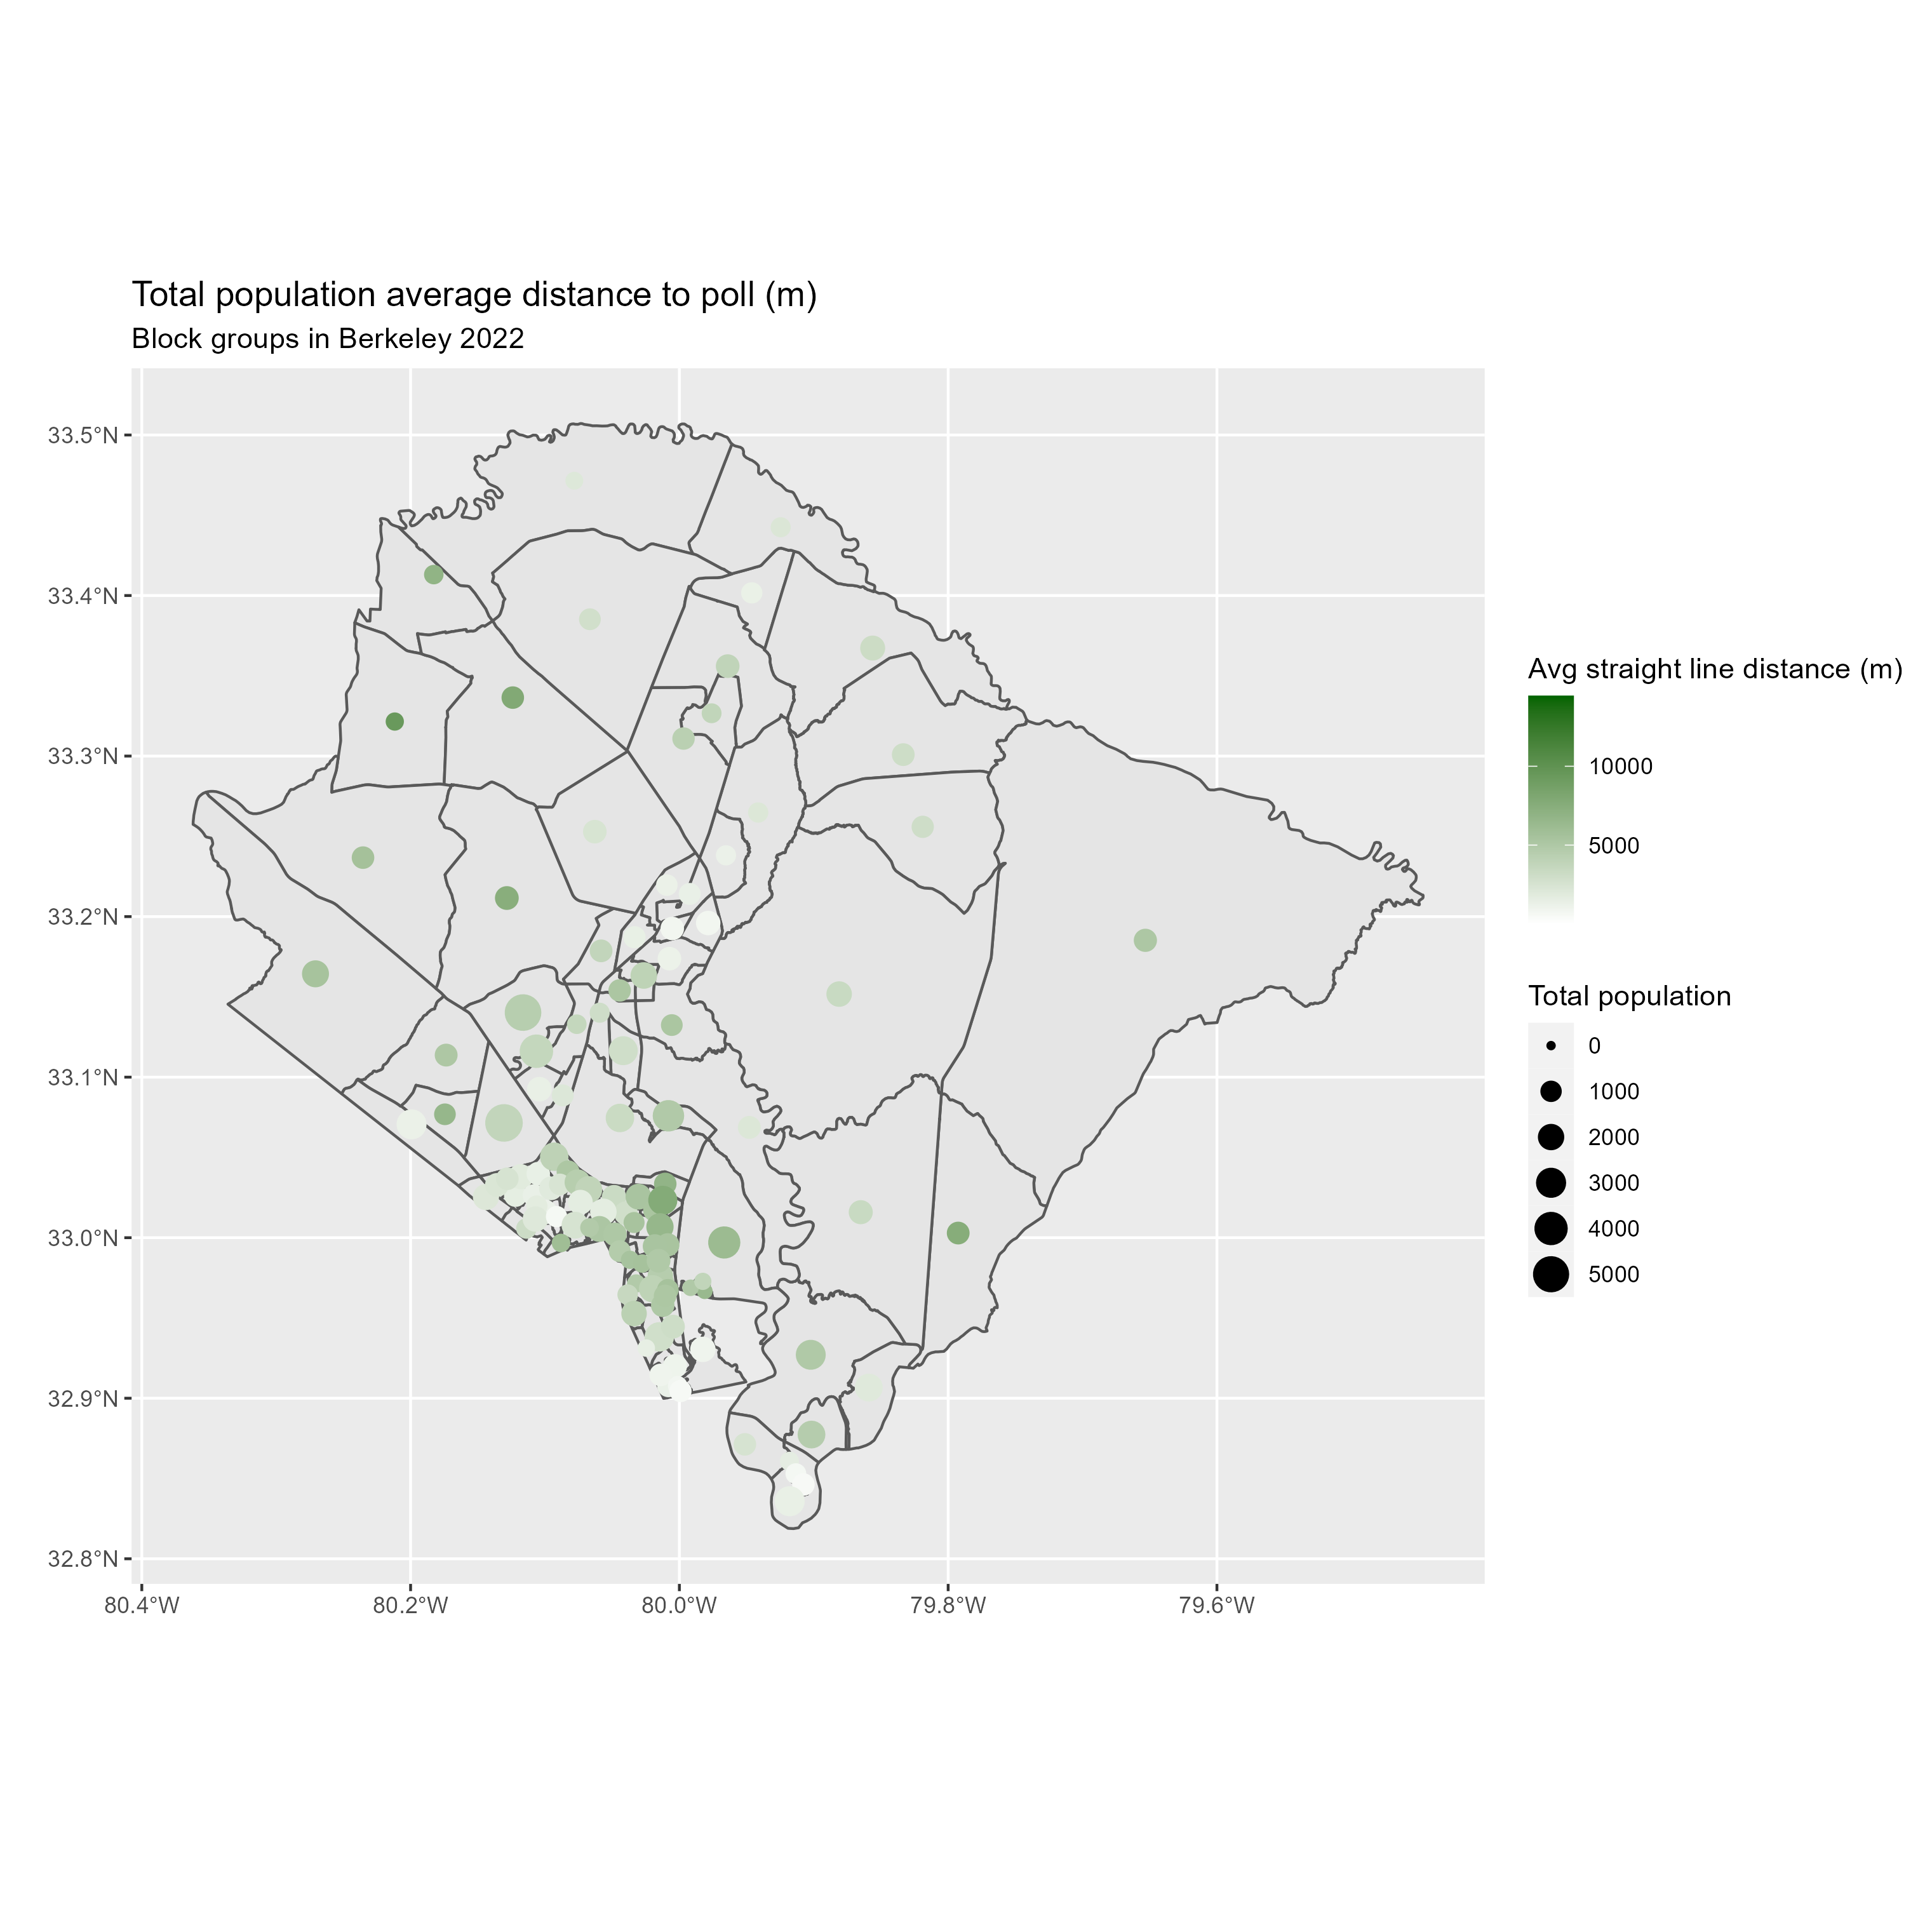 Total population average distance to poll (m)
Block groups in Berkeley 2022
33.5°N
33.4°N
33.3°N
33.2°N
33.1°N
33.0°N
32.9°N
32.8°N
80.4°W
80.2°W
80.0°W
79.8°W
79.6°W
Avg straight line distance (m)
10000
5000
Total population
0
1000
2000
3000
4000
5000